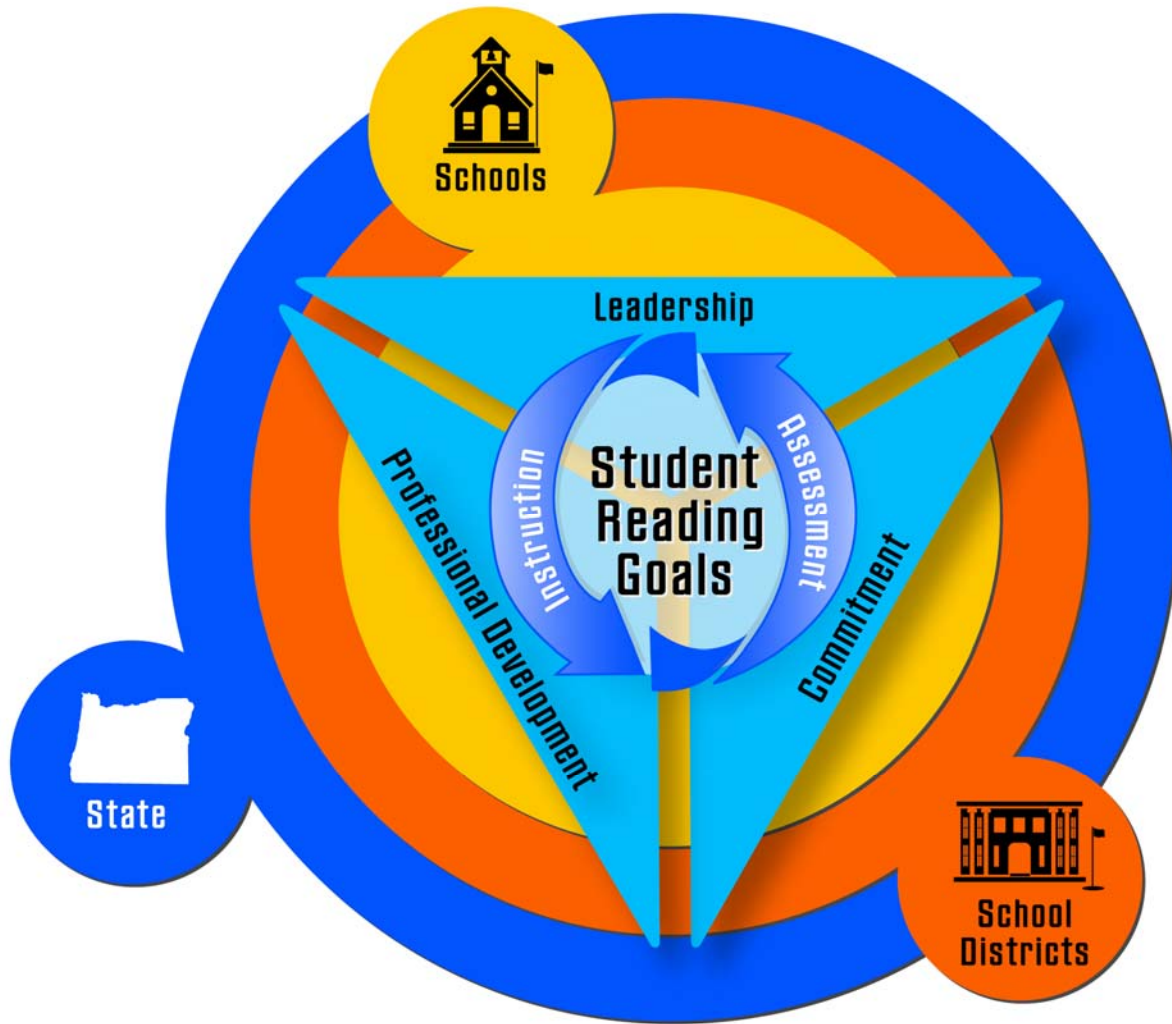 Schools
Leadership
Instruction
Assessment
Student
Reading
Goals
Professional Development
Commitment
State
School
Districts